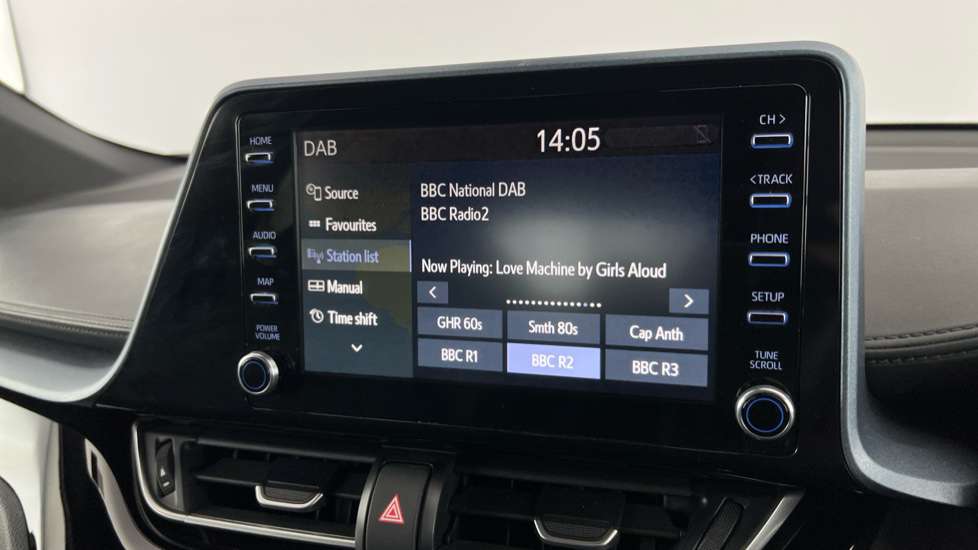 HOME
MENU
AUDIO
MAP
POWER
VOLUME
DAB
14:05
Source
Favourites
Station list
Manual
Time shift
BBC National DAB
BBC Radio2
Now Playing: Love Machine by Girls Aloud
GHR 60s Smth 80s Cap Anth
BBC R1 BBC R2 BBC R3
CH >
< TRACK
PHONE
SETUP
TUNE
SCROLL